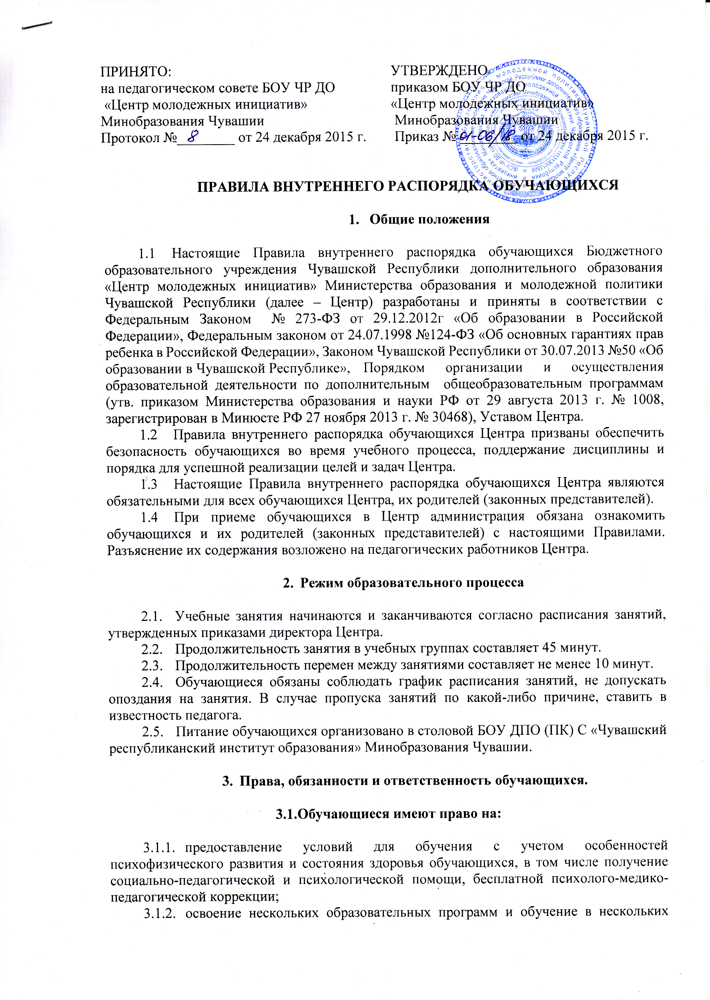 ПРИНЯТО:
на педагогическом совете БОУ ЧР ДО
«Центр молодежных инициатив»
Минобразования Чувашии
Протокол № 8 от 24 декабря 2015 г.
УТВЕРЖДЕНО
приказом БОУ ЧР ДО
«Центр молодежных инициатив»
Минобразования Чувашии
Приказ № 01-06/18 от 24 декабря 2015 г.
ПРАВИЛА ВНУТРЕННЕГО РАСПОРЯДКА ОБУЧАЮЩИХСЯ
1. Общие положения
1.1 Настоящие Правила внутреннего распорядка обучающихся Бюджетного
образовательного учреждения Чувашской Республики дополнительного образования
«Центр молодежных инициатив» Министерства образования и молодежной политики
Чувашской Республики (далее – Центр) разработаны и приняты в соответствии с
Федеральным Законом № 273-ФЗ от 29.12.2012г «Об образовании в Российской
Федерации», Федеральным законом от 24.07.1998 №124-ФЗ «Об основных гарантиях прав
ребенка в Российской Федерации», Законом Чувашской Республики от 30.07.2013 №50 «Об
образовании в Чувашской Республике», Порядком организации и осуществления
образовательной деятельности по дополнительным общеобразовательным программам
(утв. приказом Министерства образования и науки РФ от 29 августа 2013 г. № 1008,
зарегистрирован в Минюсте РФ 27 ноября 2013 г. № 30468), Уставом Центра.
1.2 Правила внутреннего распорядка обучающихся Центра призваны обеспечить
безопасность обучающихся во время учебного процесса, поддержание дисциплины и
порядка для успешной реализации целей и задач Центра.
1.3 Настоящие Правила внутреннего распорядка обучающихся Центра являются
обязательными для всех обучающихся Центра, их родителей (законных представителей).
1.4 При приеме обучающихся в Центр администрация обязана ознакомить
обучающихся и их родителей (законных представителей) с настоящими Правилами.
Разъяснение их содержания возложено на педагогических работников Центра.
2. Режим образовательного процесса
2.1. Учебные занятия начинаются и заканчиваются согласно расписания занятий,
утвержденных приказами директора Центра.
2.2. Продолжительность занятия в учебных группах составляет 45 минут.
2.3. Продолжительность перемен между занятиями составляет не менее 10 минут.
2.4. Обучающиеся обязаны соблюдать график расписания занятий, не допускать
опоздания на занятия. В случае пропуска занятий по какой-либо причине, ставить в
известность педагога.
2.5. Питание обучающихся организовано в столовой БОУ ДПО (ПК) С «Чувашский
республиканский институт образования» Минобразования Чувашии.
3. Права, обязанности и ответственность обучающихся.
3.1.Обучающиеся имеют право на:
3.1.1. предоставление условий для обучения с учетом особенностей
психофизического развития и состояния здоровья обучающихся, в том числе получение
социально-педагогической и психологической помощи, бесплатной психолого-медико-
педагогической коррекции;
3.1.2. освоение нескольких образовательных программ и обучение в нескольких